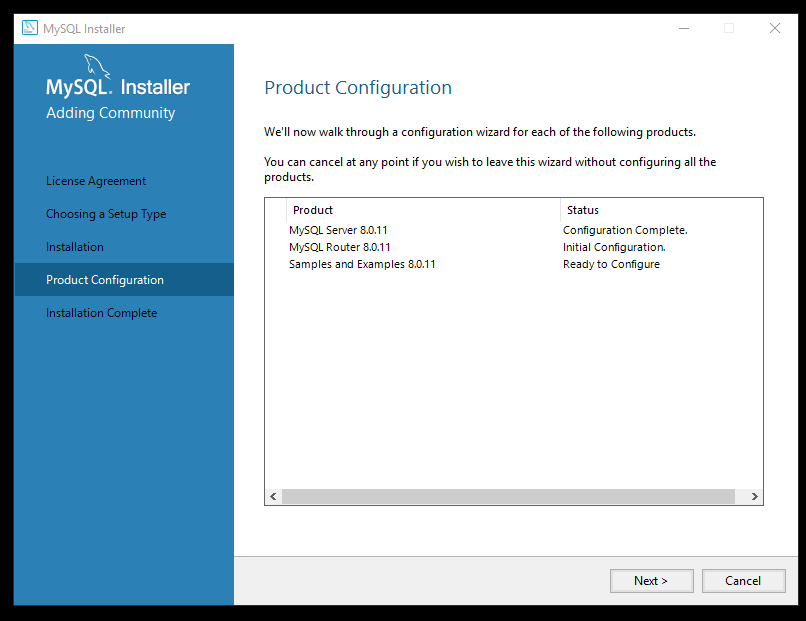 MySQL Installer
MySQL. Installer
Adding Community
License Agreement
Choosing a Setup Type
Installation
Product Configuration
Installation Complete
Product Configuration
We'll now walk through a configuration wizard for each of the following products.
You can cancel at any point if you wish to leave this wizard without configuring all the
products.
Product Status
MySQL Server 8.0.11 Configuration Complete.
MySQL Router 8.0.11 Initial Configuration.
Samples and Examples 8.0.11 Ready to Configure
Next > Cancel